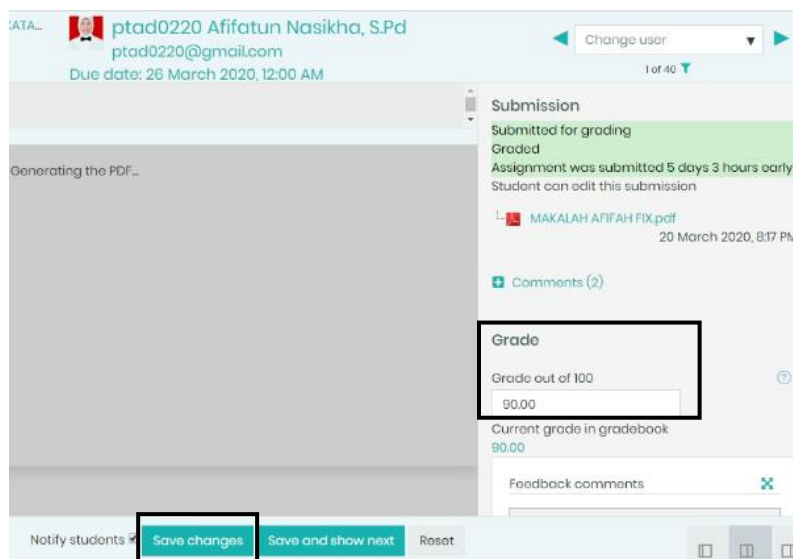 KATA...
ptad0220 Afifatun Nasikha, S.Pd
ptad0220@gmail.com
Due date: 26 March 2020, 12:00 AM
Change user
1 of 40
Generating the PDF...
Submission
Submitted for grading
Graded
Assignment was submitted 5 days 3 hours early
Student can edit this submission
MAKALAH AFIFAH FIX.pdf
20 March 2020, 8:17 PM
Comments (2)
Grade
Grade out of 100
90.00
Current grade in gradebook
90.00
Feedback comments
Notify students
Save changes
Save and show next
Reset